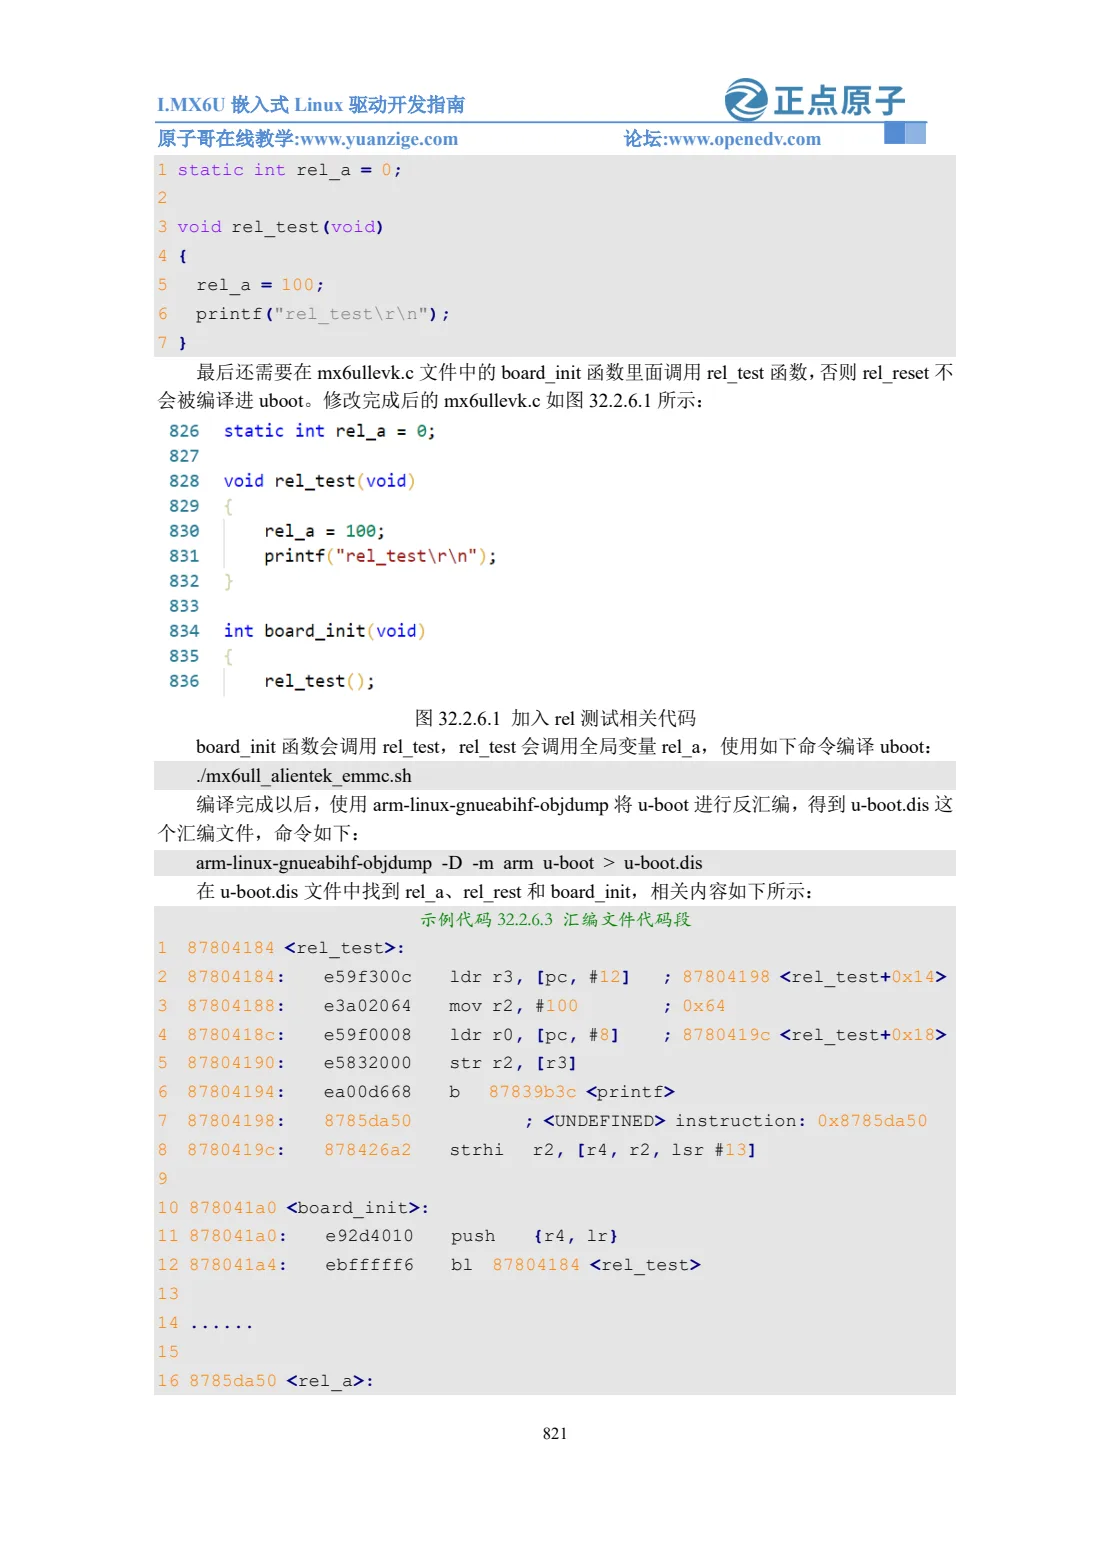 I.MX6U 嵌入式 Linux 驱动开发指南
正点原子
原子哥在线教学:www.yuanzige.com 论坛:www.openedv.com
1 static int rel_a = 0;
2
3 void rel_test(void)
4 {
5   rel_a = 100;
6   printf("rel_test\r\n");
7 }
最后还需要在 mx6ullevk.c 文件中的 board_init 函数里面调用 rel_test 函数，否则 rel_reset 不
会被编译进 uboot。修改完成后的 mx6ullevk.c 如图 32.2.6.1 所示：
826 static int rel_a = 0;
827
828 void rel_test(void)
829 {
830     rel_a = 100;
831     printf("rel_test\r\n");
832 }
833
834 int board_init(void)
835 {
836     rel_test();
图 32.2.6.1 加入 rel 测试相关代码
board_init 函数会调用 rel_test，rel_test 会调用全局变量 rel_a，使用如下命令编译 uboot：
./mx6ull_alientek_emmc.sh
编译完成以后，使用 arm-linux-gnueabihf-objdump 将 u-boot 进行反汇编，得到 u-boot.dis 这
个汇编文件，命令如下：
arm-linux-gnueabihf-objdump -D -m arm u-boot > u-boot.dis
在 u-boot.dis 文件中找到 rel_a、rel_rest 和 board_init，相关内容如下所示：
示例代码 32.2.6.3 汇编文件代码段
1 87804184 <rel_test>:
2 87804184: e59f300c ldr r3, [pc, #12] ; 87804198 <rel_test+0x14>
3 87804188: e3a02064 mov r2, #100 ; 0x64
4 8780418c: e59f0008 ldr r0, [pc, #8] ; 8780419c <rel_test+0x18>
5 87804190: e5832000 str r2, [r3]
6 87804194: ea00d668 b 87839b3c <printf>
7 87804198: 8785da50 ; <UNDEFINED> instruction: 0x8785da50
8 8780419c: 878426a2 strhi r2, [r4, r2, lsr #13]
9
10 878041a0 <board_init>:
11 878041a0: e92d4010 push {r4, lr}
12 878041a4: ebfffff6 bl 87804184 <rel_test>
13
14 ......
15
16 8785da50 <rel_a>:
821